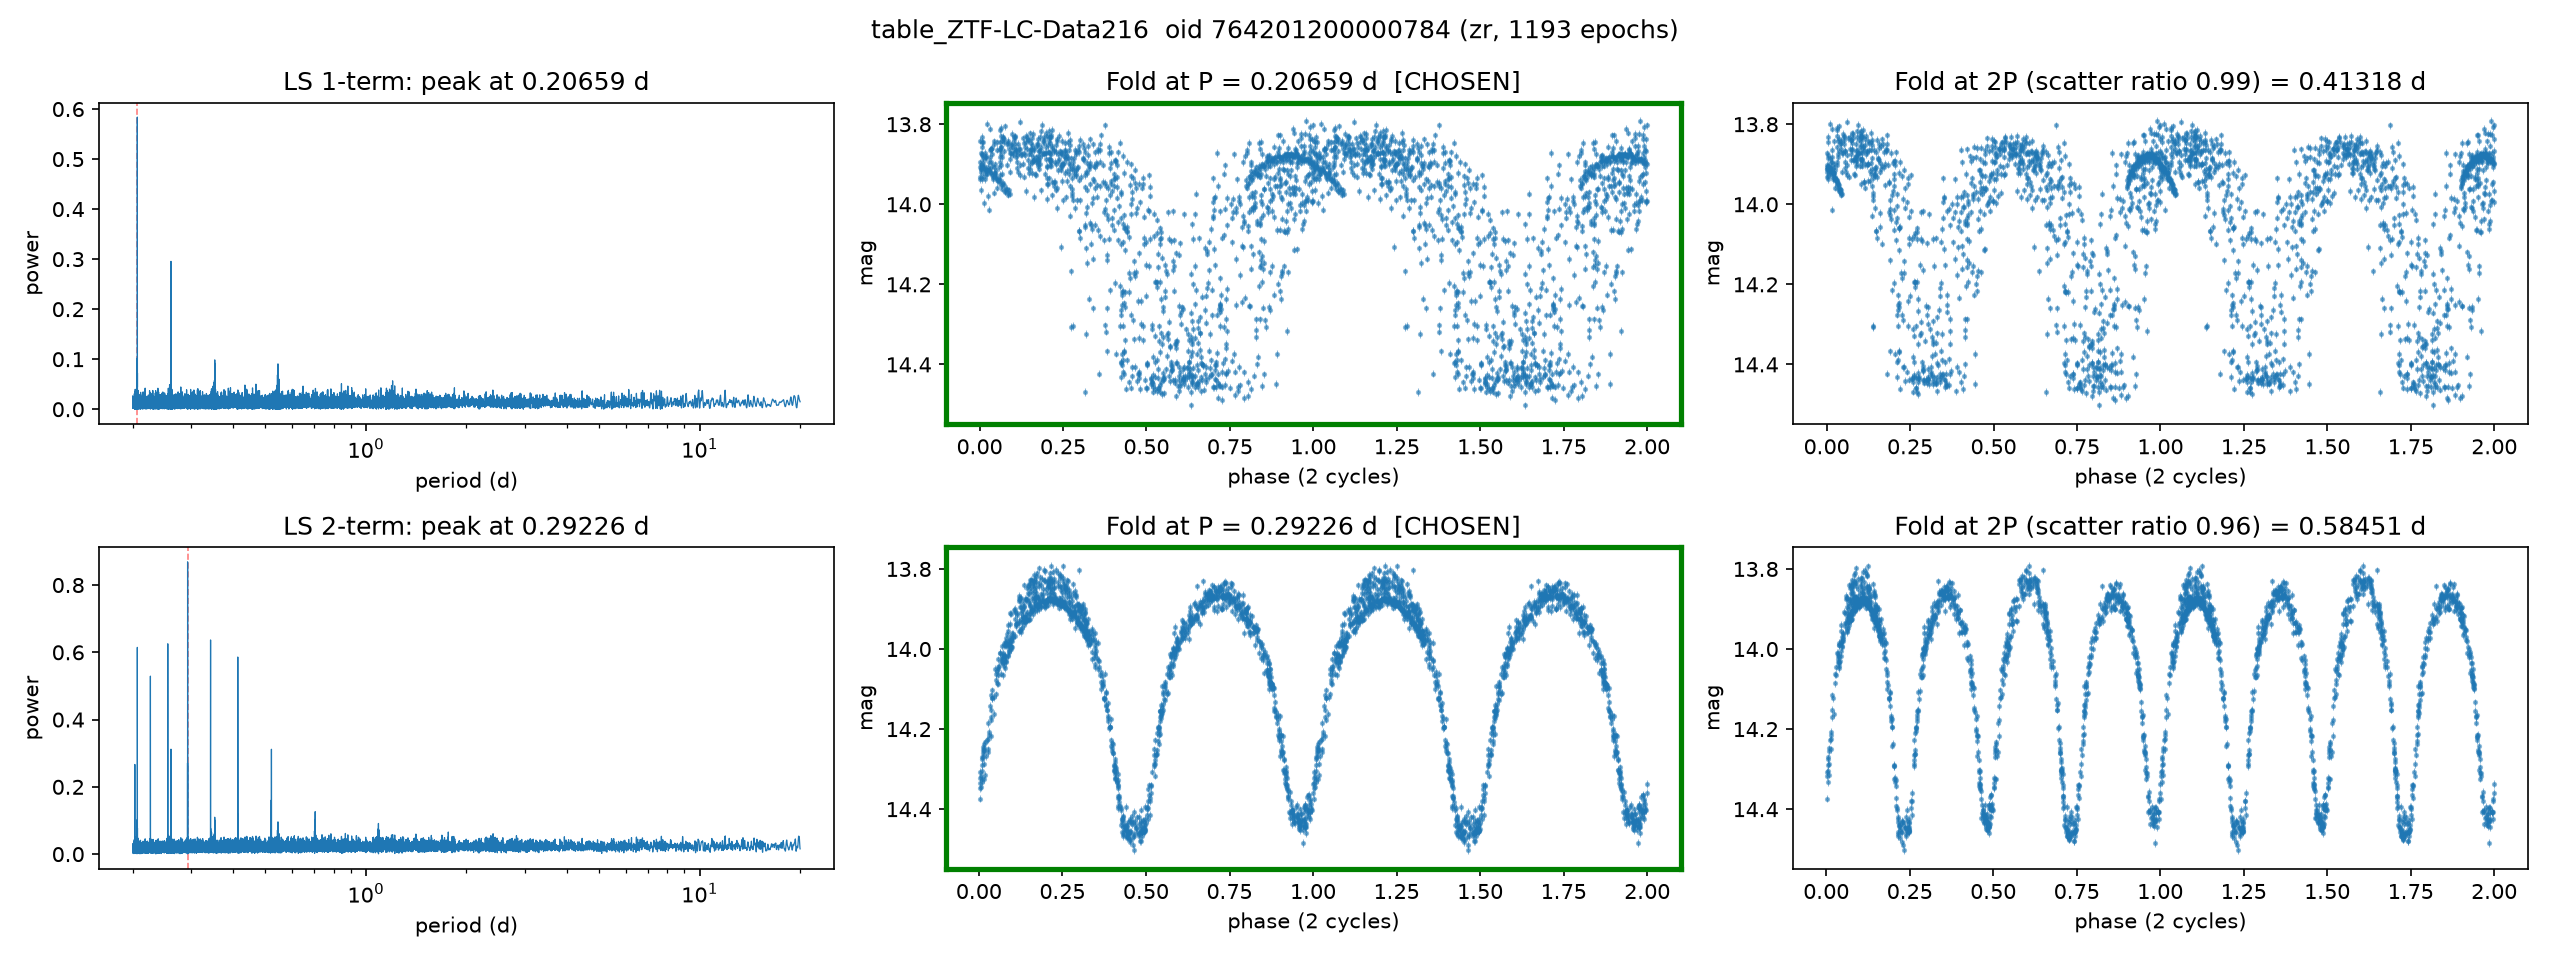 table_ZTF-LC-Data216 oid 764201200000784 (zr, 1193 epochs)
LS 1-term: peak at 0.20659 d
power
0.6
0.5
0.4
0.3
0.2
0.1
0.0
10⁰ 10¹
period (d)
Fold at P = 0.20659 d [CHOSEN]
mag
13.8
14.0
14.2
14.4
0.00 0.25 0.50 0.75 1.00 1.25 1.50 1.75 2.00
phase (2 cycles)
Fold at 2P (scatter ratio 0.99) = 0.41318 d
mag
13.8
14.0
14.2
14.4
0.00 0.25 0.50 0.75 1.00 1.25 1.50 1.75 2.00
phase (2 cycles)
LS 2-term: peak at 0.29226 d
power
0.8
0.6
0.4
0.2
0.0
10⁰ 10¹
period (d)
Fold at P = 0.29226 d [CHOSEN]
mag
13.8
14.0
14.2
14.4
0.00 0.25 0.50 0.75 1.00 1.25 1.50 1.75 2.00
phase (2 cycles)
Fold at 2P (scatter ratio 0.96) = 0.58451 d
mag
13.8
14.0
14.2
14.4
0.00 0.25 0.50 0.75 1.00 1.25 1.50 1.75 2.00
phase (2 cycles)